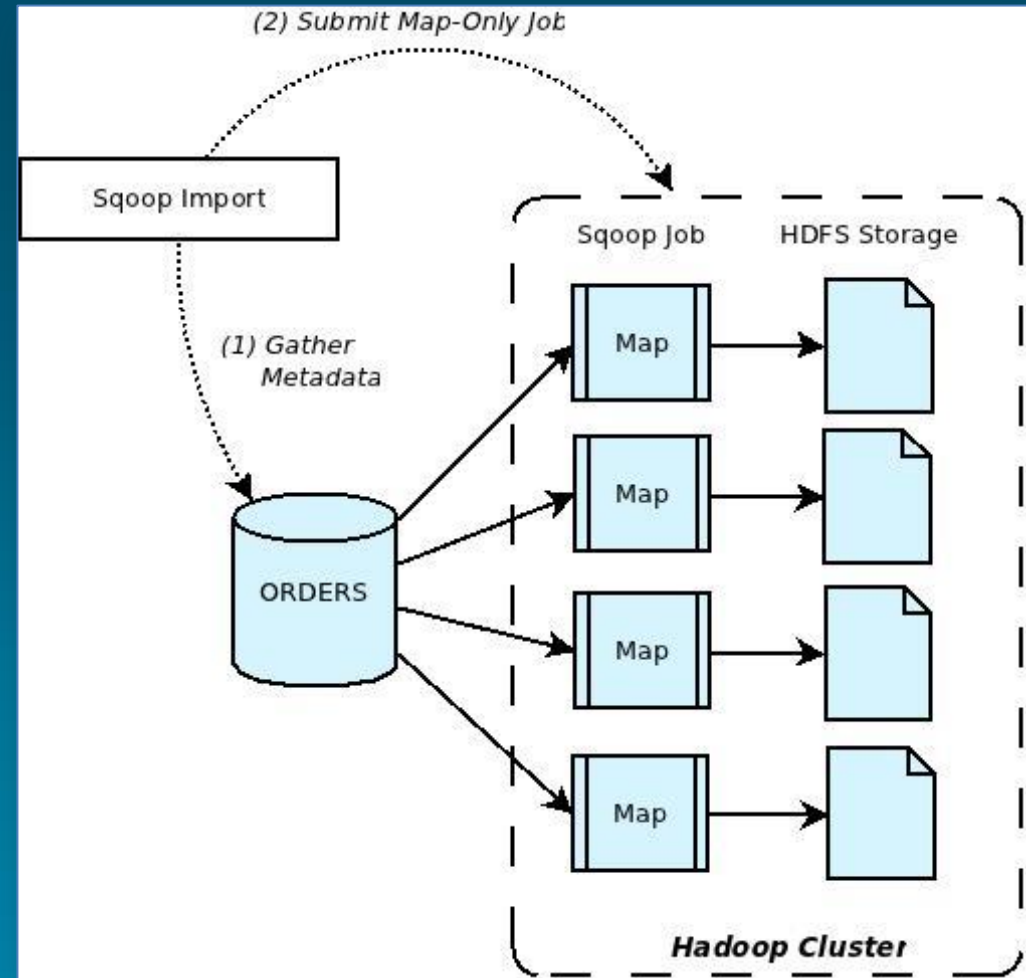 (2) Submit Map-Only Job
Sqoop Import
Sqoop Job
HDFS Storage
(1) Gather
Metadata
Map
Map
ORDERS
Map
Map
Hadoop Cluster